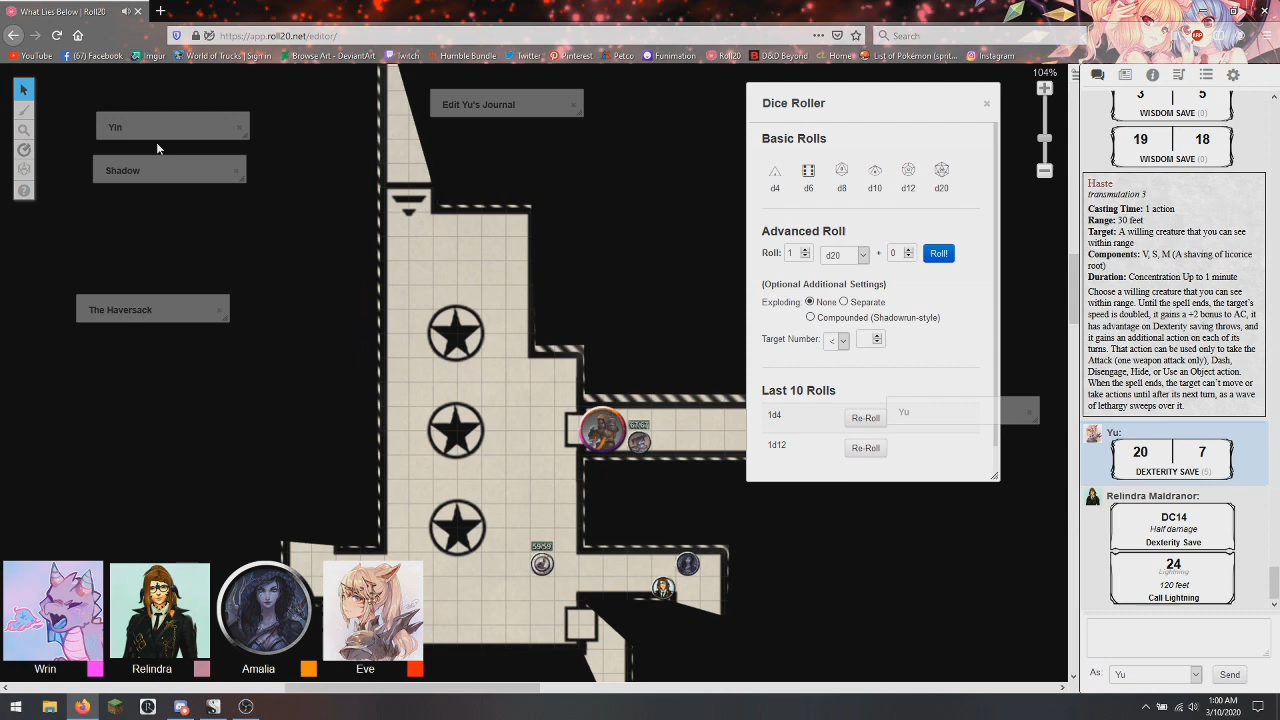 What Lies Below | Roll20
https://app.roll20.net/editor/
Search
YouTube
(67) Facebook
Imgur
World of Trucks | Sign in
Browse Art - DeviantArt
Twitch
Humble Bundle
Twitter
Pinterest
Petco
Funimation
Roll20
D&D Beyond
Home
List of Pokémon (sprit...
Instagram
Yin
Shadow
The Haversack
Edit Yu's Journal
104%
Dice Roller
Basic Rolls
d4 d6 d8 d10 d12 d20
Advanced Roll
Roll: 1 d20 + 0 Roll!
(Optional Additional Settings)
Exploding: None Separate
Compounded (Shadowrun-style)
Target Number: <
Last 10 Rolls
1d4 Re-Roll
1d12 Re-Roll
Yu
67/67
59/59
Wrin
Relindra
Amalia
Eve
3 5
WISDOM SAVE (0)
19 18
WISDOM SAVE (0)
Haste
transmutation 3
Casting Time: 1 action
Range: 30 feet
Target: A willing creature that you can see
within range
Components: V, S, M (A shaving of licorice
root)
Duration: Concentration Up to 1 minute
Choose a willing creature that you can see
within range. Until the spell ends, the target's
speed is doubled, it gains a +2 bonus to AC, it
has advantage on Dexterity saving throws, and
it gains an additional action on each of its
turns. That action can be used only to take the
Attack (one weapon attack only), Dash,
Disengage, Hide, or Use an Object action.
When the spell ends, the target can't move or
take actions until after its next turn, as a wave
of lethargy sweeps over it.
Yu:
20 7
DEXTERITY SAVE (5)
Relindra Maldranor:
DC14
Half damage
Dexterity Save
24
Lightning
120 feet
Call Lightning
As: Yu Send
1:00 AM
3/10/2020